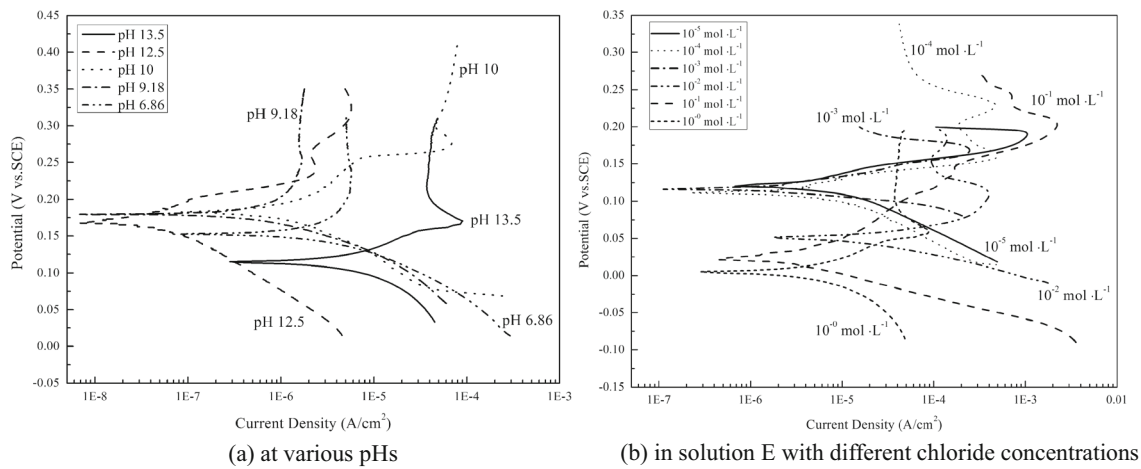 0.45
0.40
0.35
0.30
0.25
0.20
0.15
0.10
0.05
0.00
-0.05
Potential (V vs.SCE)
pH 13.5
pH 12.5
pH 10
pH 9.18
pH 6.86
pH 10
pH 9.18
pH 13.5
pH 12.5
pH 6.86
1E-8 1E-7 1E-6 1E-5 1E-4 1E-3
Current Density (A/cm²)
(a) at various pHs
0.35
0.30
0.25
0.20
0.15
0.10
0.05
0.00
-0.05
-0.10
-0.15
Potential (V vs.SCE)
10⁻⁵ mol ·L⁻¹
10⁻⁴ mol ·L⁻¹
10⁻³ mol ·L⁻¹
10⁻² mol ·L⁻¹
10⁻¹ mol ·L⁻¹
10⁻⁰ mol ·L⁻¹
10⁻⁴ mol ·L⁻¹
10⁻¹ mol ·L⁻¹
10⁻³ mol ·L⁻¹
10⁻⁵ mol ·L⁻¹
10⁻² mol ·L⁻¹
10⁻⁰ mol ·L⁻¹
1E-7 1E-6 1E-5 1E-4 1E-3 0.01
Current Density (A/cm²)
(b) in solution E with different chloride concentrations